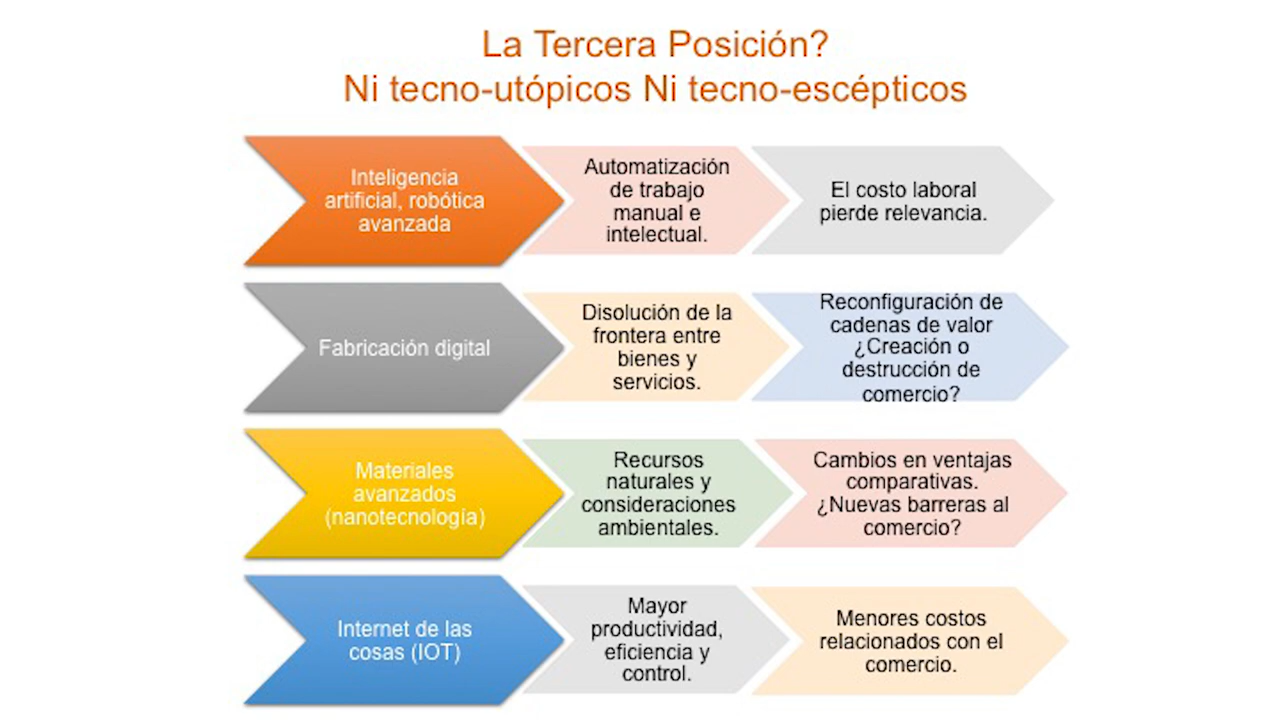 La Tercera Posición?
Ni tecno-utópicos Ni tecno-escépticos
Inteligencia
artificial, robótica
avanzada
Automatización
de trabajo
manual e
intelectual.
El costo laboral
pierde relevancia.
Fabricación digital
Disolución de la
frontera entre
bienes y
servicios.
Reconfiguración de
cadenas de valor
¿Creación o
destrucción de
comercio?
Materiales
avanzados
(nanotecnología)
Recursos
naturales y
consideraciones
ambientales.
Cambios en ventajas
comparativas.
¿Nuevas barreras al
comercio?
Internet de las
cosas (IOT)
Mayor
productividad,
eficiencia y
control.
Menores costos
relacionados con el
comercio.